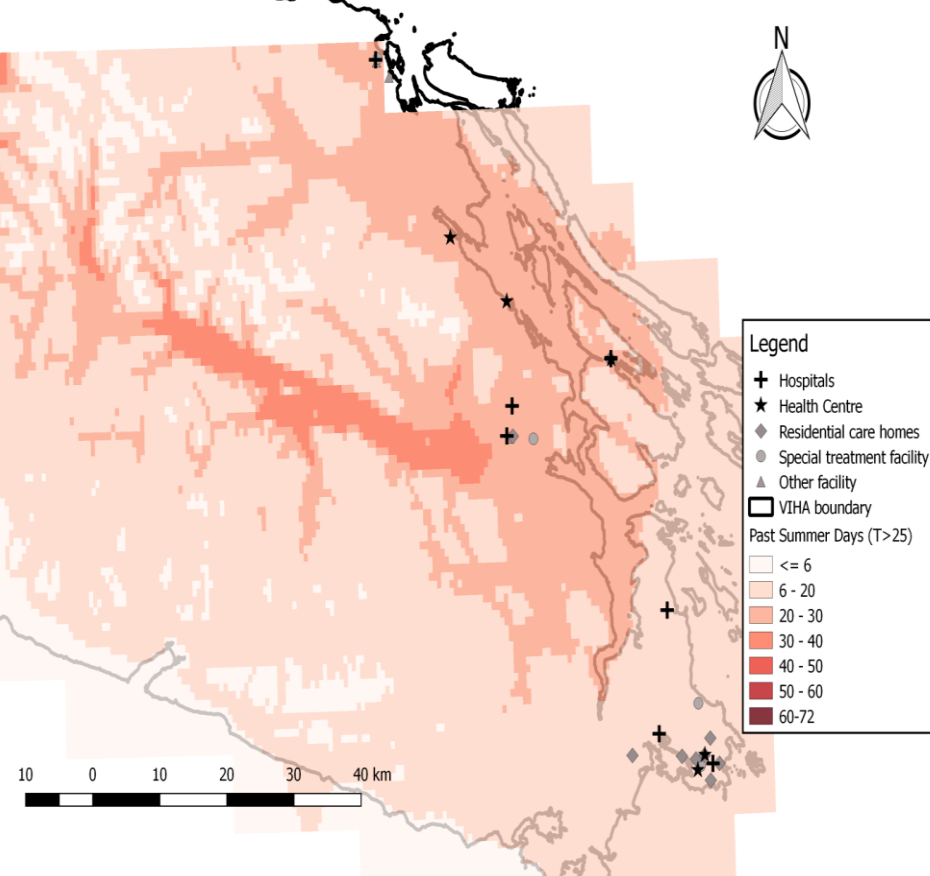 N
Legend
Hospitals
Health Centre
Residential care homes
Special treatment facility
Other facility
VIHA boundary
Past Summer Days (T>25)
<= 6
6 - 20
20 - 30
30 - 40
40 - 50
50 - 60
60-72
10 0 10 20 30 40 km